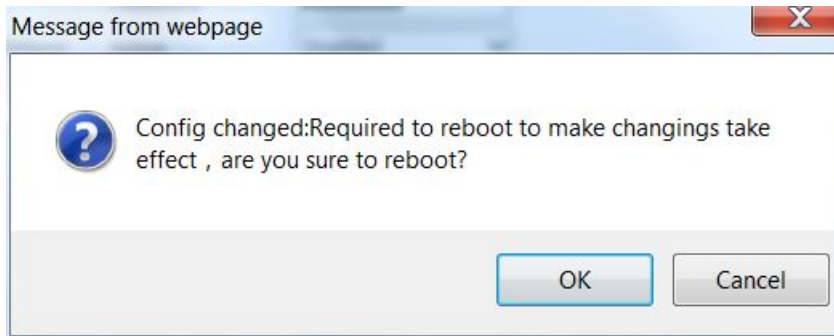 Message from webpage
Config changed:Required to reboot to make changings take
effect , are you sure to reboot?
OK
Cancel